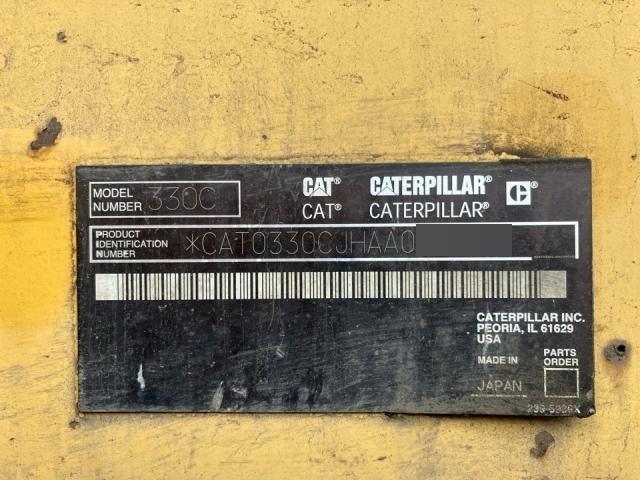 MODEL NUMBER 330C
CAT® CATERPILLAR® C®
CAT® CATERPILLAR®
PRODUCT IDENTIFICATION NUMBER *CAT0330CJHAA0
CATERPILLAR INC.
PEORIA, IL 61629
USA
MADE IN
JAPAN
PARTS ORDER